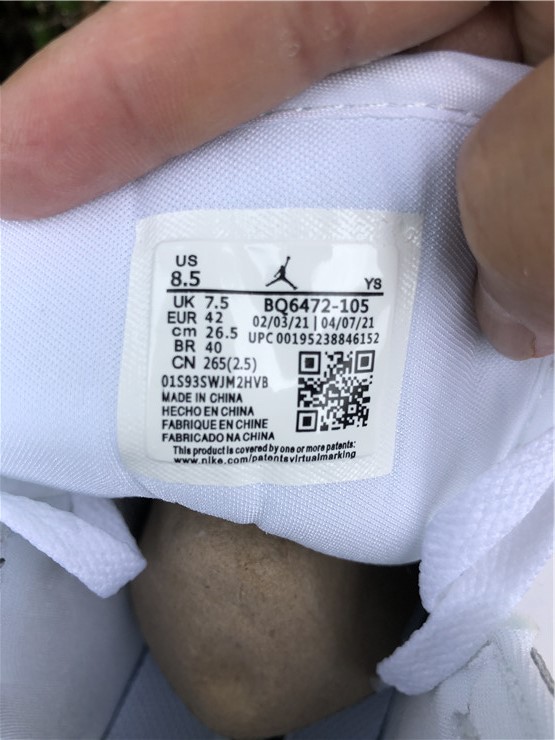 US
8.5 YS
UK 7.5 BQ6472-105
EUR 42 02/03/21 | 04/07/21
cm 26.5 UPC 00195238846152
BR 40
CN 265(2.5)
01S93SWJM2HVB
MADE IN CHINA
HECHO EN CHINA
FABRIQUE EN CHINE
FABRICADO NA CHINA
This product is covered by one or more patents:
www.nike.com/patentsvirtualmarking